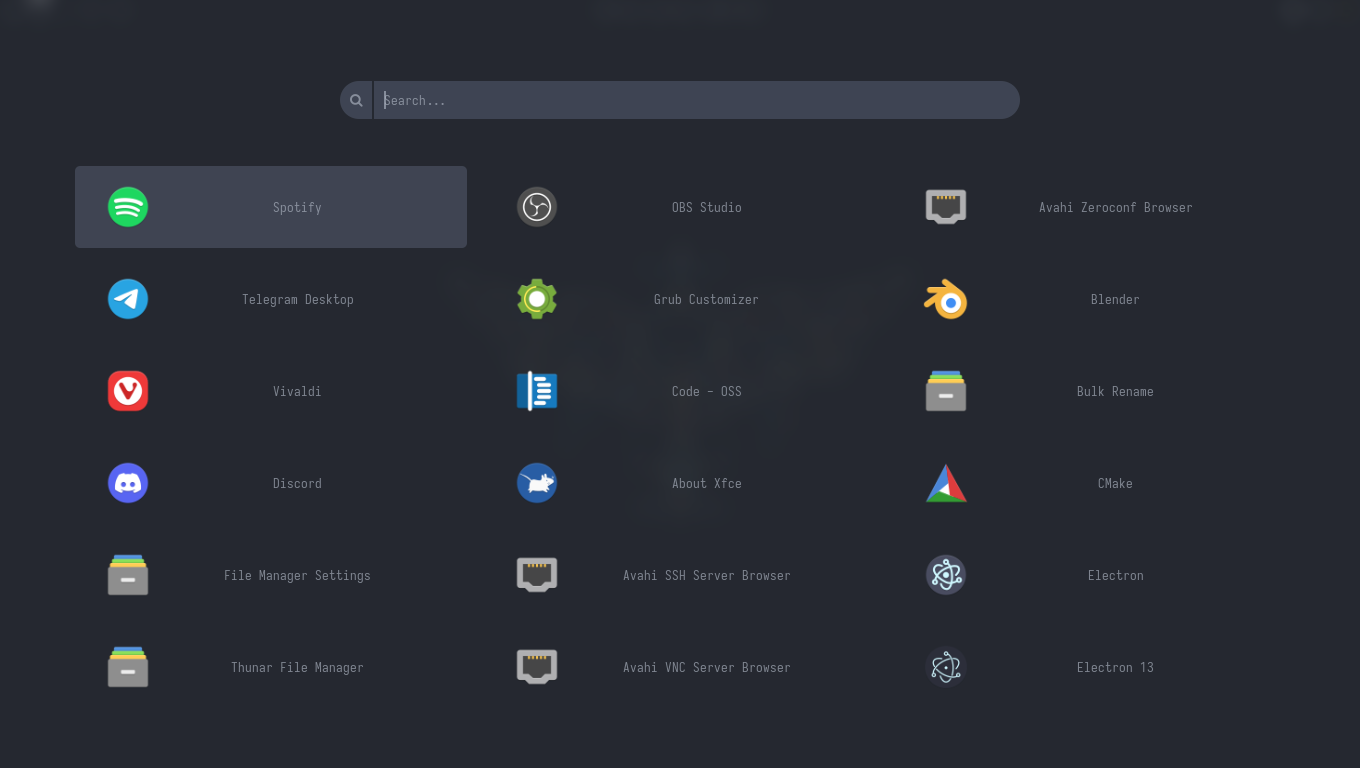 Search...
Spotify
OBS Studio
Avahi Zeroconf Browser
Telegram Desktop
Grub Customizer
Blender
Vivaldi
Code - OSS
Bulk Rename
Discord
About Xfce
CMake
File Manager Settings
Avahi SSH Server Browser
Electron
Thunar File Manager
Avahi VNC Server Browser
Electron 13